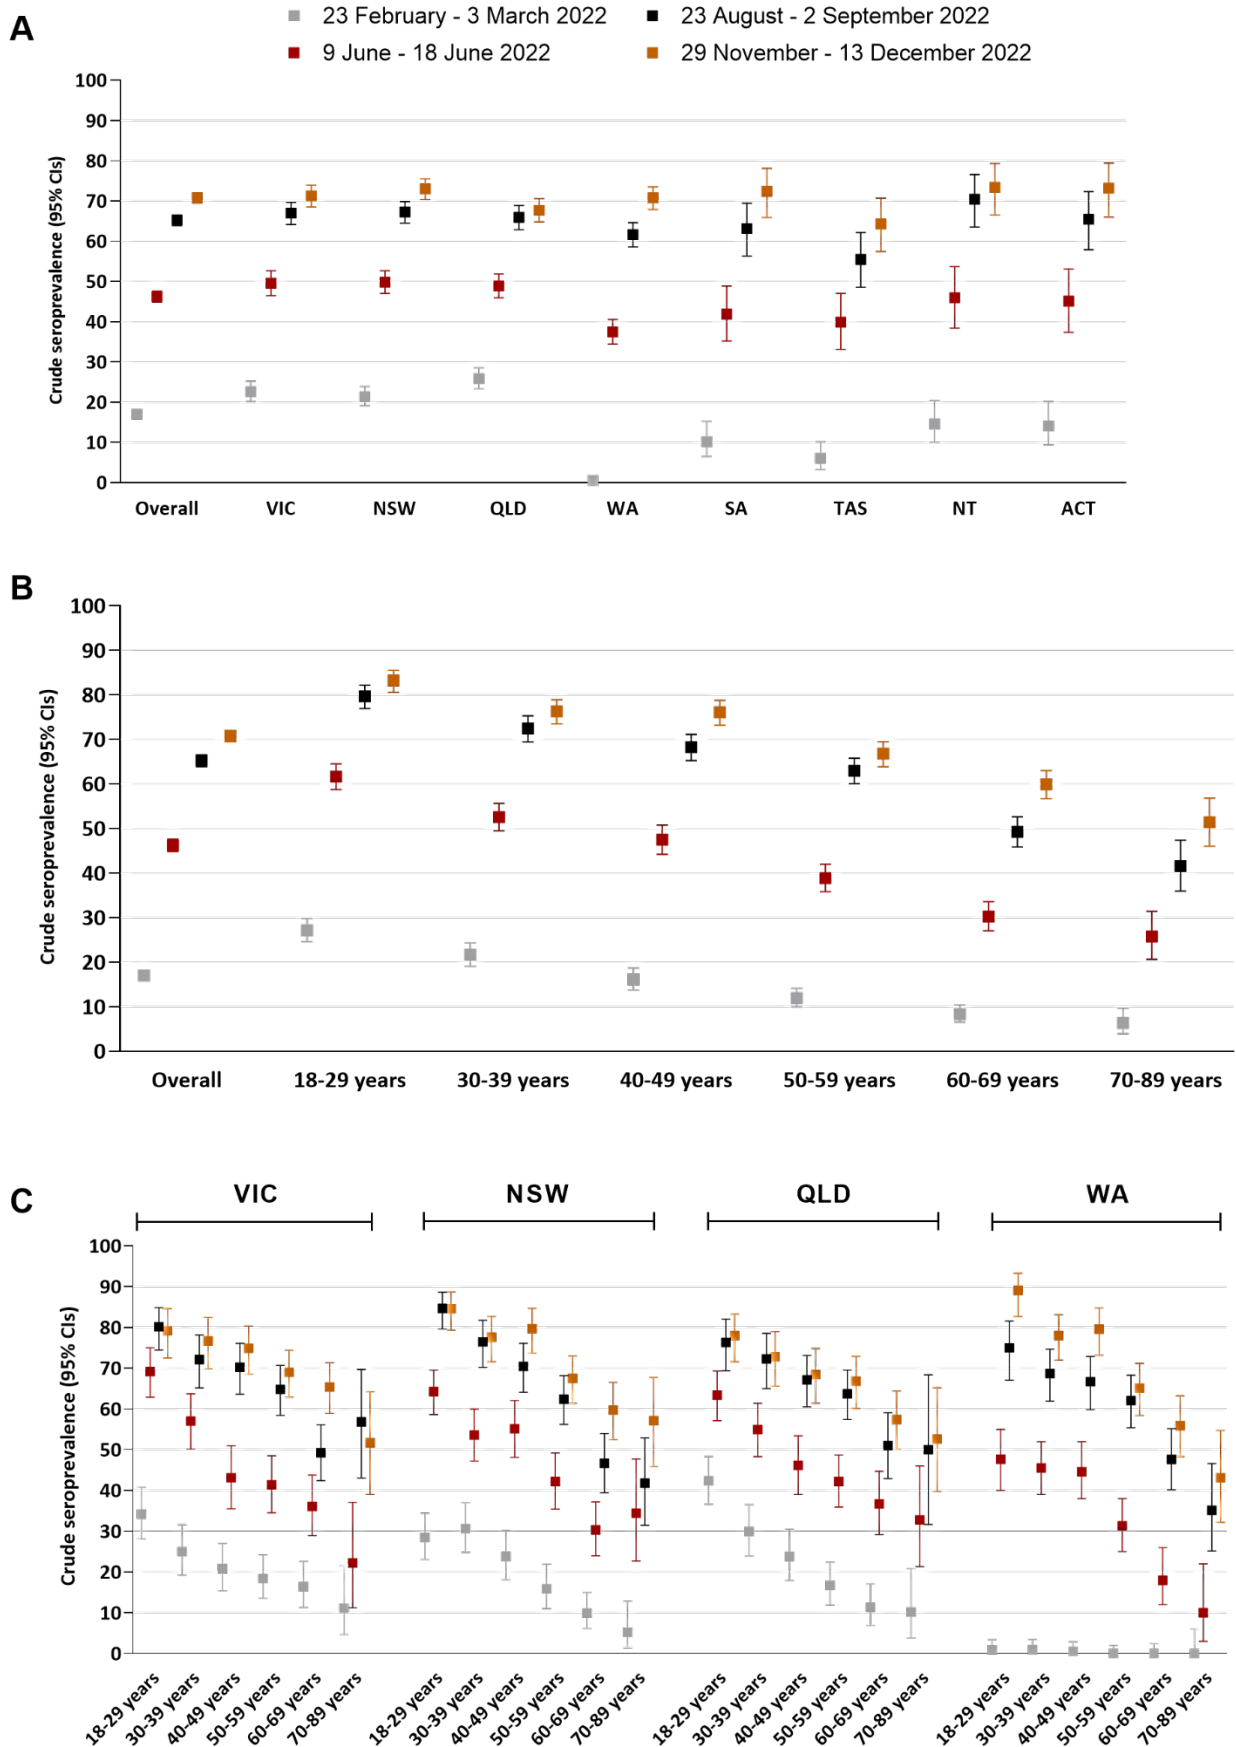 A
23 February - 3 March 2022
23 August - 2 September 2022
9 June - 18 June 2022
29 November - 13 December 2022
Crude seroprevalence (95% CIs)
100
90
80
70
60
50
40
30
20
10
0
Overall VIC NSW QLD WA SA TAS NT ACT
B
Crude seroprevalence (95% CIs)
100
90
80
70
60
50
40
30
20
10
0
Overall 18-29 years 30-39 years 40-49 years 50-59 years 60-69 years 70-89 years
C
VIC NSW QLD WA
Crude seroprevalence (95% CIs)
100
90
80
70
60
50
40
30
20
10
0
18-29 years 30-39 years 40-49 years 50-59 years 60-69 years 70-89 years 18-29 years 30-39 years 40-49 years 50-59 years 60-69 years 70-89 years 18-29 years 30-39 years 40-49 years 50-59 years 60-69 years 70-89 years 18-29 years 30-39 years 40-49 years 50-59 years 60-69 years 70-89 years